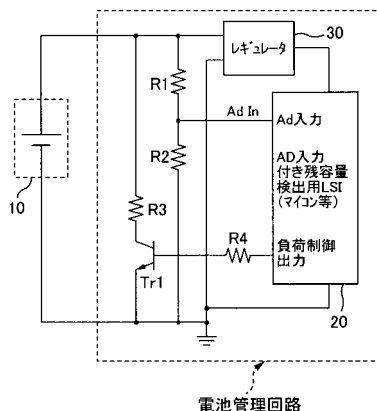 30
レギュレータ
R1
Ad In
Ad入力
R2
AD入力
付き残容量
検出用LSI
(マイコン等)
10
R3
R4
負荷制御
出力
Tr1
20
電池管理回路